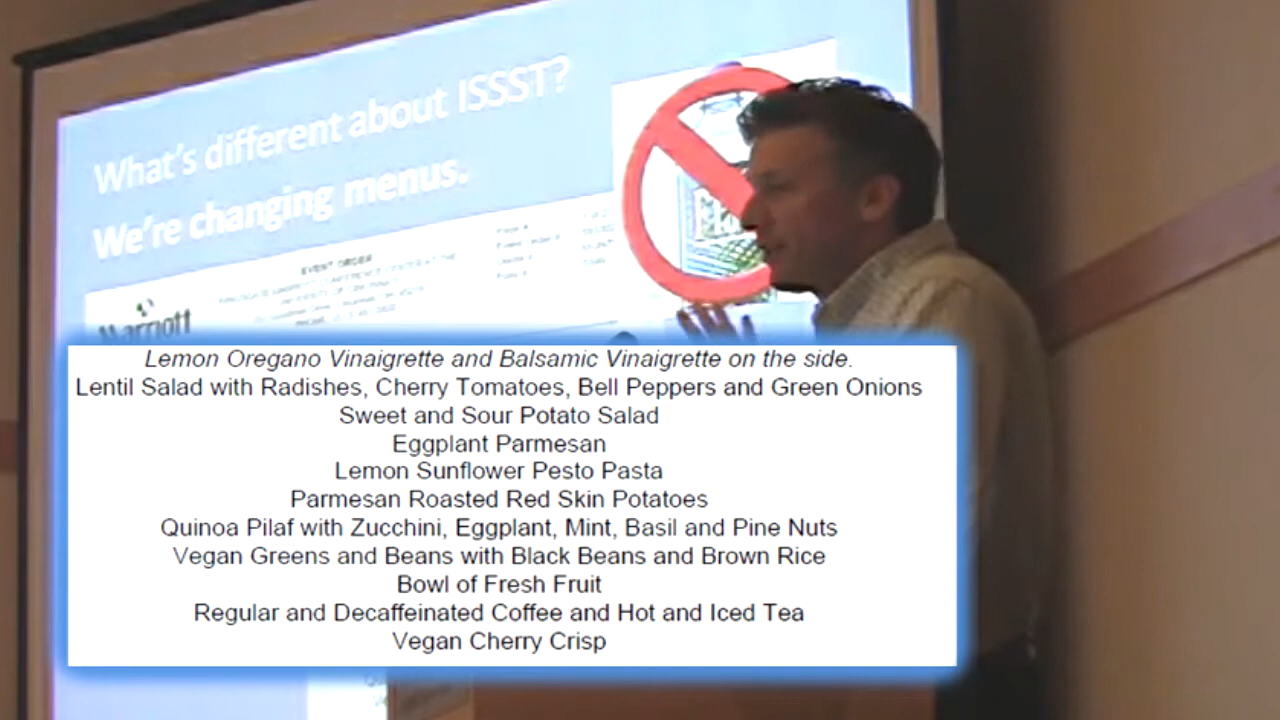 What's different about ISSST?
We're changing menus.
EVENT ORDER
Marriott
Lemon Oregano Vinaigrette and Balsamic Vinaigrette on the side.
Lentil Salad with Radishes, Cherry Tomatoes, Bell Peppers and Green Onions
Sweet and Sour Potato Salad
Eggplant Parmesan
Lemon Sunflower Pesto Pasta
Parmesan Roasted Red Skin Potatoes
Quinoa Pilaf with Zucchini, Eggplant, Mint, Basil and Pine Nuts
Vegan Greens and Beans with Black Beans and Brown Rice
Bowl of Fresh Fruit
Regular and Decaffeinated Coffee and Hot and Iced Tea
Vegan Cherry Crisp